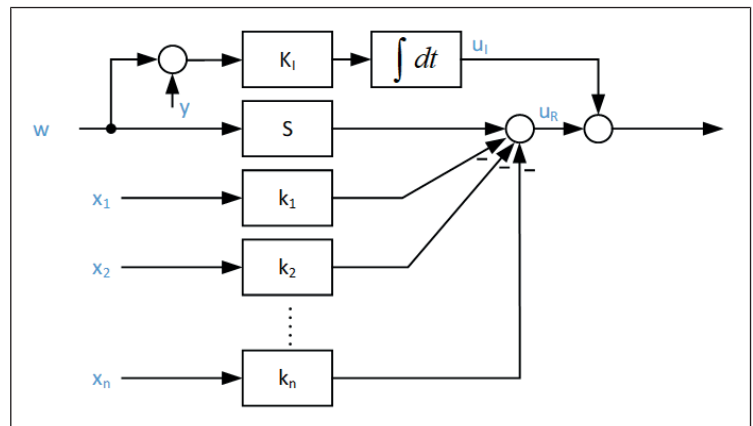 K_I
∫ dt
u_I
y
w
S
u_R
–
–
–
x_1
k_1
x_2
k_2
x_n
k_n